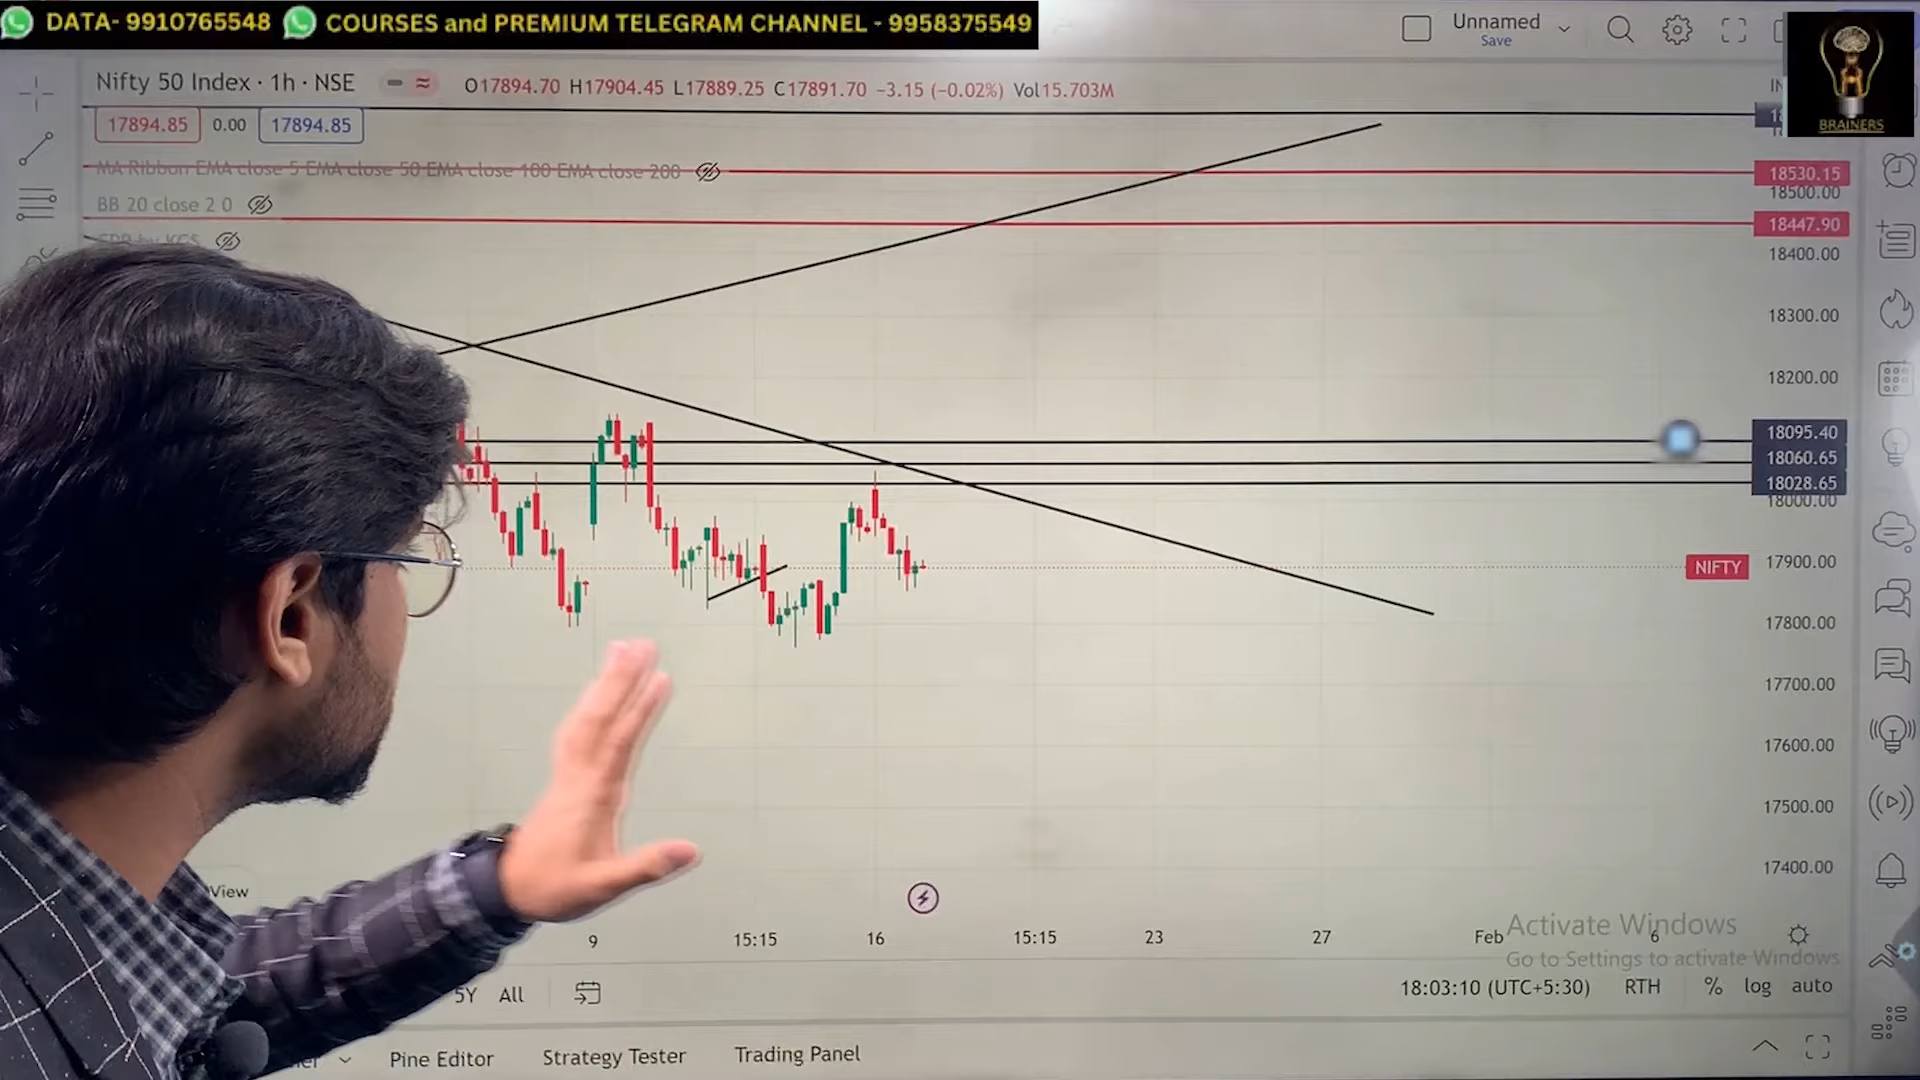 DATA- 9910765548 COURSES and PREMIUM TELEGRAM CHANNEL - 9958375549
Unnamed
Save
BRAINERS
Nifty 50 Index · 1h · NSE O17894.70 H17904.45 L17889.25 C17891.70 −3.15 (−0.02%) Vol15.703M
17894.85 0.00 17894.85
MA Ribbon EMA close 5 EMA close 50 EMA close 100 EMA close 200
BB 20 close 2 0
18530.15
18500.00
18447.90
18400.00
18300.00
18200.00
18095.40
18060.65
18028.65
18000.00
NIFTY 17900.00
17800.00
17700.00
17600.00
17500.00
17400.00
View
9 15:15 16 15:15 23 27 Feb 6
Activate Windows
Go to Settings to activate Windows
5Y All
18:03:10 (UTC+5:30) RTH % log auto
Pine Editor Strategy Tester Trading Panel